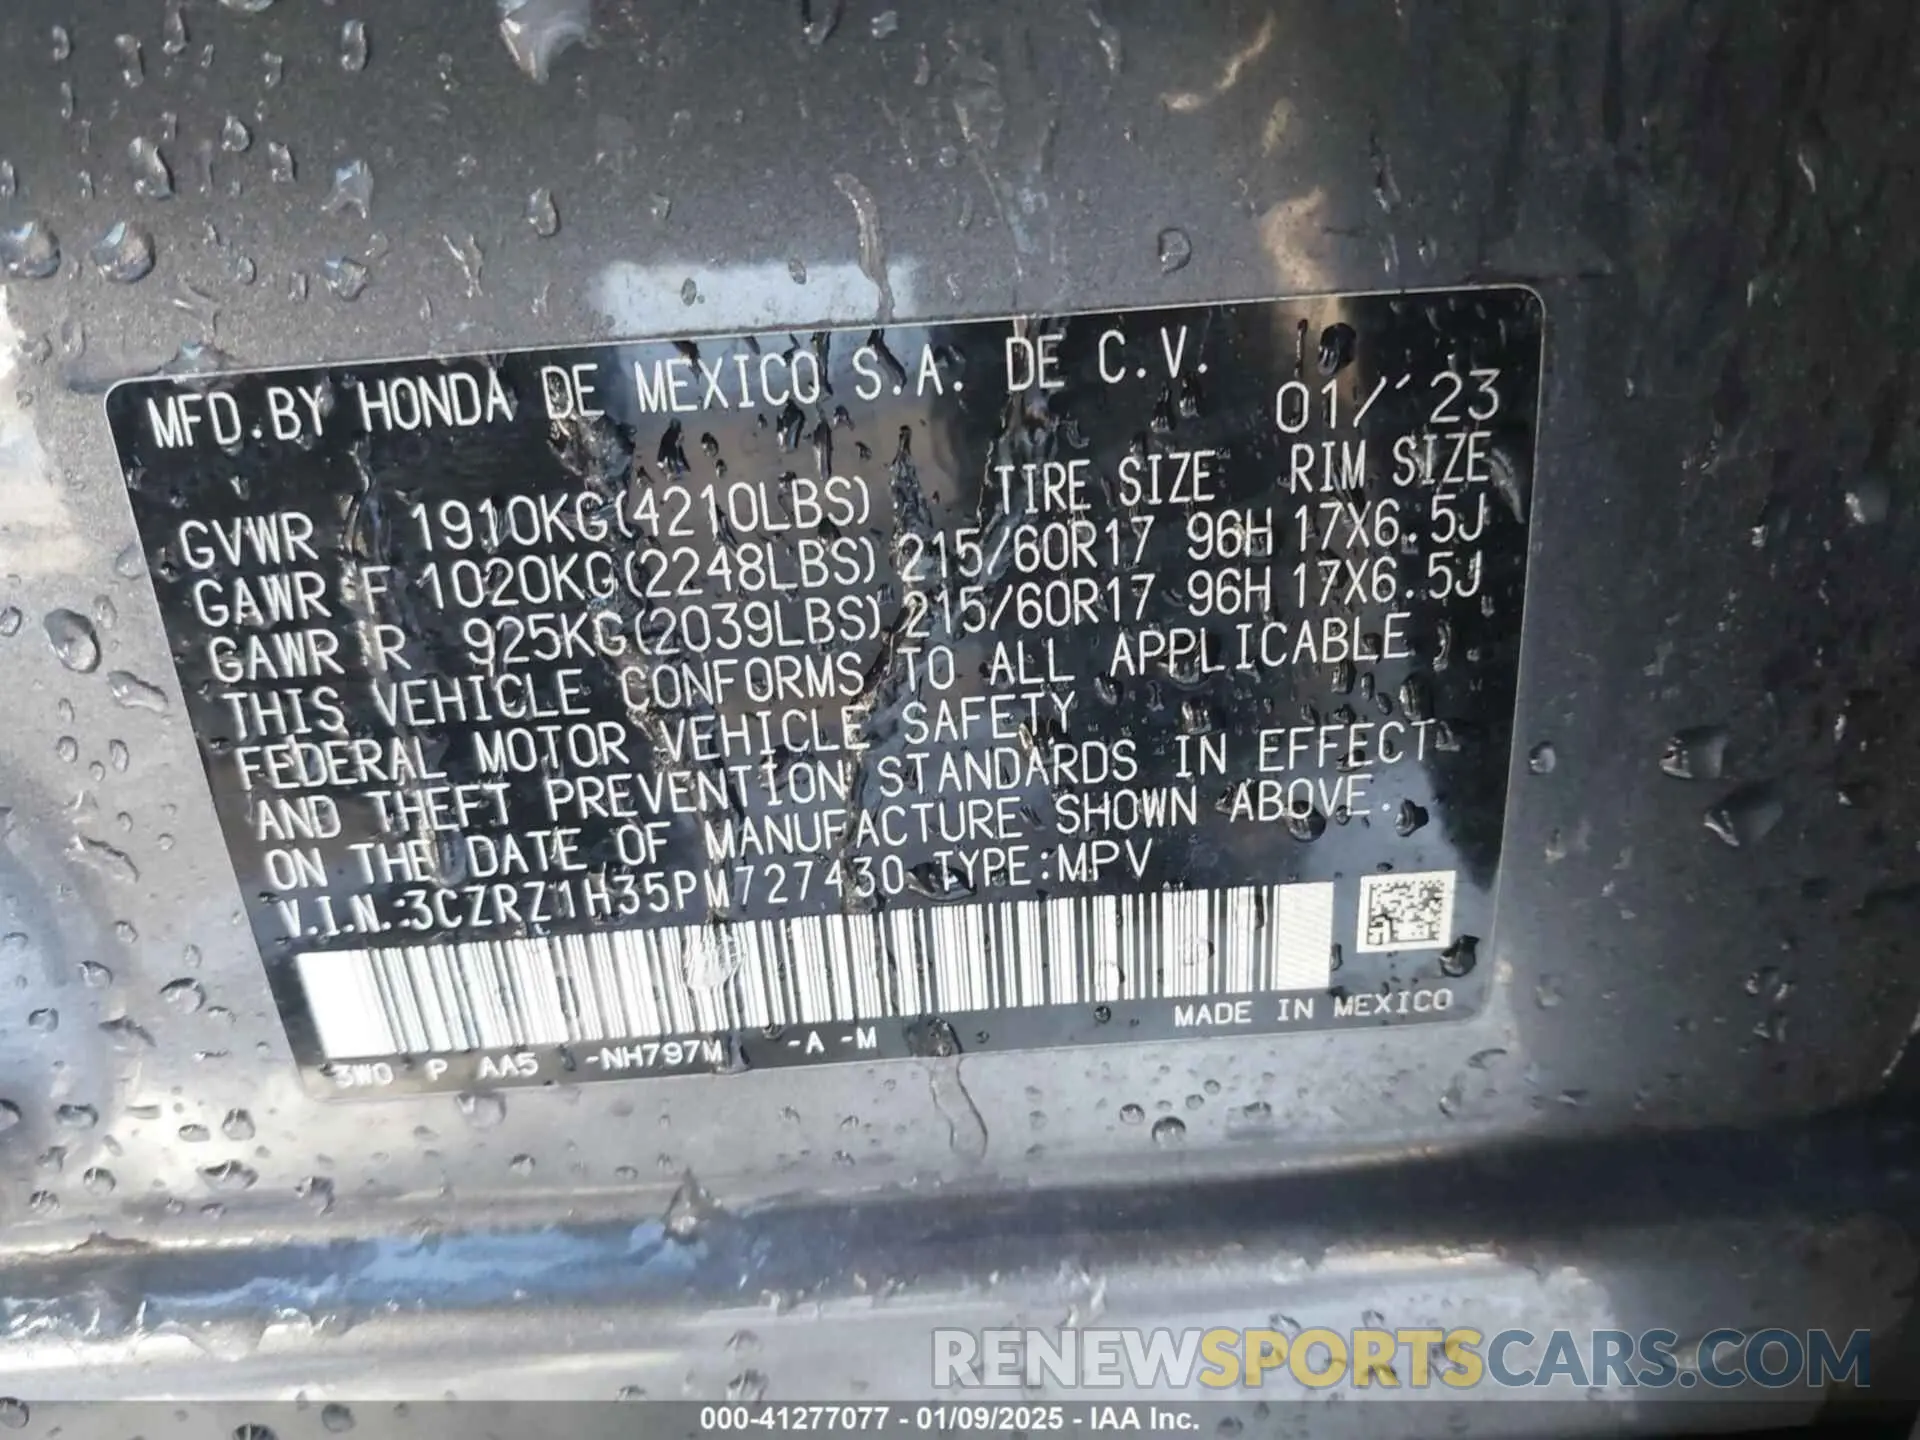 MFD. BY HONDA DE MEXICO S.A. DE C.V. 01/'23
TIRE SIZE RIM SIZE
GVWR 1910KG(4210LBS)
GAWR F 1020KG(2248LBS) 215/60R17 96H 17X6.5J
GAWR R 925KG(2039LBS) 215/60R17 96H 17X6.5J
THIS VEHICLE CONFORMS TO ALL APPLICABLE
FEDERAL MOTOR VEHICLE SAFETY
AND THEFT PREVENTION STANDARDS IN EFFECT
ON THE DATE OF MANUFACTURE SHOWN ABOVE.
V.I.N.:3CZRZ1H35PM727430 TYPE:MPV
MADE IN MEXICO
3W0 P AA5 -NH797M -A -M
RENEWSPORTSCARS.COM
000-41277077 - 01/09/2025 - IAA Inc.